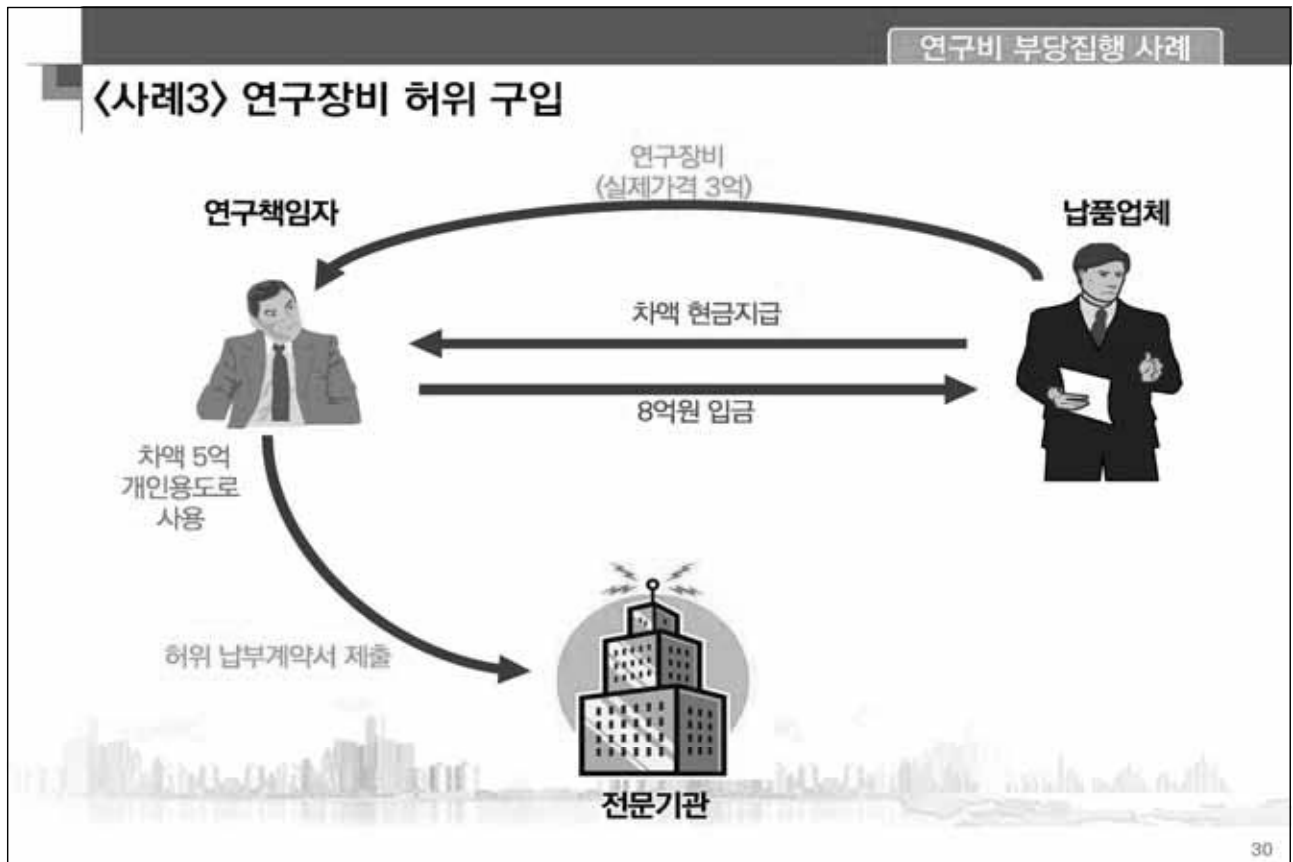 연구비 부당집행 사례
〈사례3〉 연구장비 허위 구입
연구장비
(실제가격 3억)
연구책임자
납품업체
차액 현금지급
8억원 입금
차액 5억
개인용도로
사용
허위 납부계약서 제출
전문기관
30